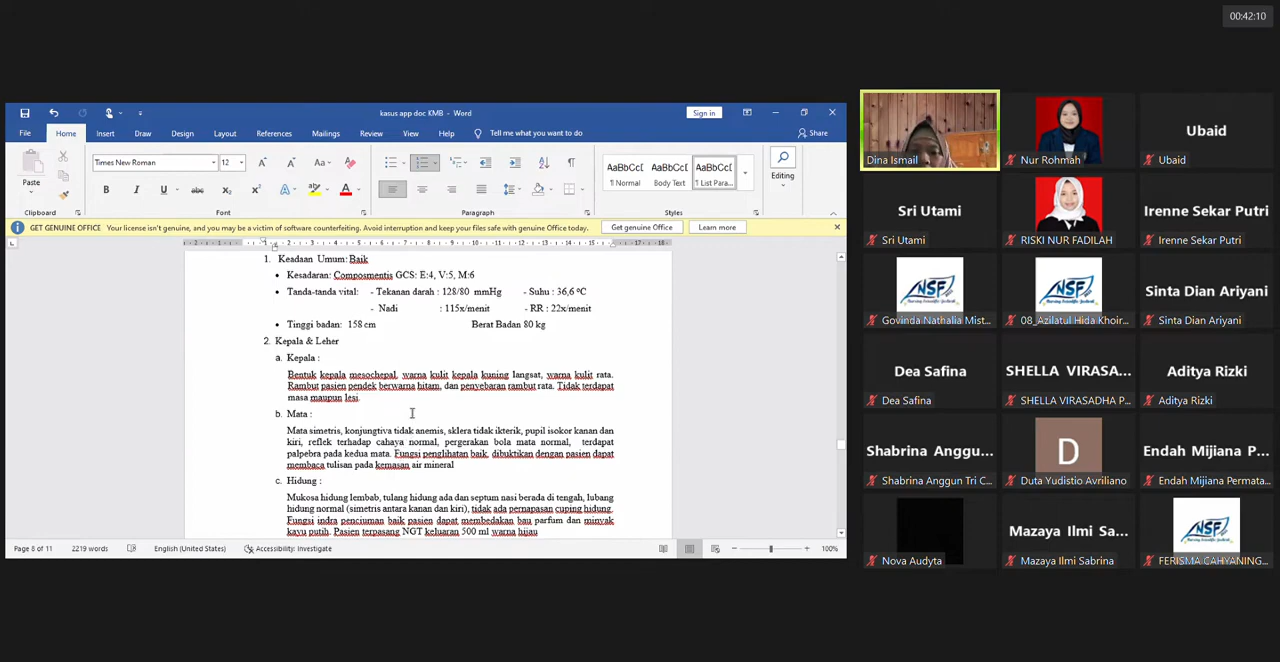 00:42:10
kasus app doc KMB - Word
Sign in
File Home Insert Draw Design Layout References Mailings Review View Help Tell me what you want to do Share
Paste
Times New Roman 12
Clipboard Font Paragraph Styles
AaBbCc[ AaBbCc[ AaBbCc[
¶ Normal Body Text ¶ List Para...
Editing
GET GENUINE OFFICE Your license isn't genuine, and you may be a victim of software counterfeiting. Avoid interruption and keep your files safe with genuine Office today. Get genuine Office Learn more
1. Keadaan Umum: Baik
• Kesadaran: Composmentis GCS: E:4, V:5, M:6
• Tanda-tanda vital: - Tekanan darah : 128/80 mmHg - Suhu : 36,6 ºC
- Nadi : 115x/menit - RR : 22x/menit
• Tinggi badan: 158 cm Berat Badan 80 kg
2. Kepala & Leher
a. Kepala :
Bentuk kepala mesochepal, warna kulit kepala kuning langsat, warna kulit rata.
Rambut pasien pendek berwarna hitam, dan penyebaran rambut rata. Tidak terdapat
masa maupun lesi.
b. Mata :
Mata simetris, konjungtiva tidak anemis, sklera tidak ikterik, pupil isokor kanan dan
kiri, reflek terhadap cahaya normal, pergerakan bola mata normal, terdapat
palpebra pada kedua mata. Fungsi penglihatan baik, dibuktikan dengan pasien dapat
membaca tulisan pada kemasan air mineral
c. Hidung :
Mukosa hidung lembab, tulang hidung ada dan septum nasi berada di tengah, lubang
hidung normal (simetris antara kanan dan kiri), tidak ada pernapasan cuping hidung.
Fungsi indra penciuman baik pasien dapat membedakan bau parfum dan minyak
kayu putih. Pasien terpasang NGT keluaran 500 ml warna hijau
Page 8 of 11 2219 words English (United States) Accessibility: Investigate 100%
Dina Ismail
Nur Rohmah
Ubaid
Ubaid
Sri Utami
Sri Utami
RISKI NUR FADILAH
Irenne Sekar Putri
Irenne Sekar Putri
NSF
Govinda Nathalia Mist...
NSF
08_Azilatul Hida Khoir...
Sinta Dian Ariyani
Sinta Dian Ariyani
Dea Safina
Dea Safina
SHELLA VIRASA...
SHELLA VIRASADHA P...
Aditya Rizki
Aditya Rizki
Shabrina Anggu...
Shabrina Anggun Tri C...
D
Duta Yudistio Avriliano
Endah Mijiana P...
Endah Mijiana Permata...
Nova Audyta
Mazaya Ilmi Sa...
Mazaya Ilmi Sabrina
NSF
FERISMA CAHYANING...